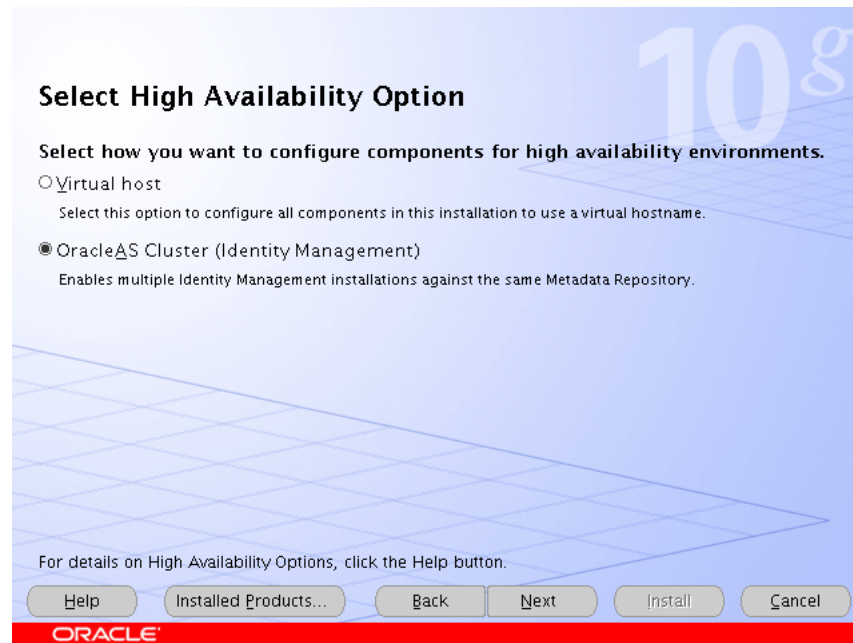 10g
Select High Availability Option
Select how you want to configure components for high availability environments.
Virtual host
Select this option to configure all components in this installation to use a virtual hostname.
OracleAS Cluster (Identity Management)
Enables multiple Identity Management installations against the same Metadata Repository.
For details on High Availability Options, click the Help button.
Help Installed Products... Back Next Install Cancel
ORACLE